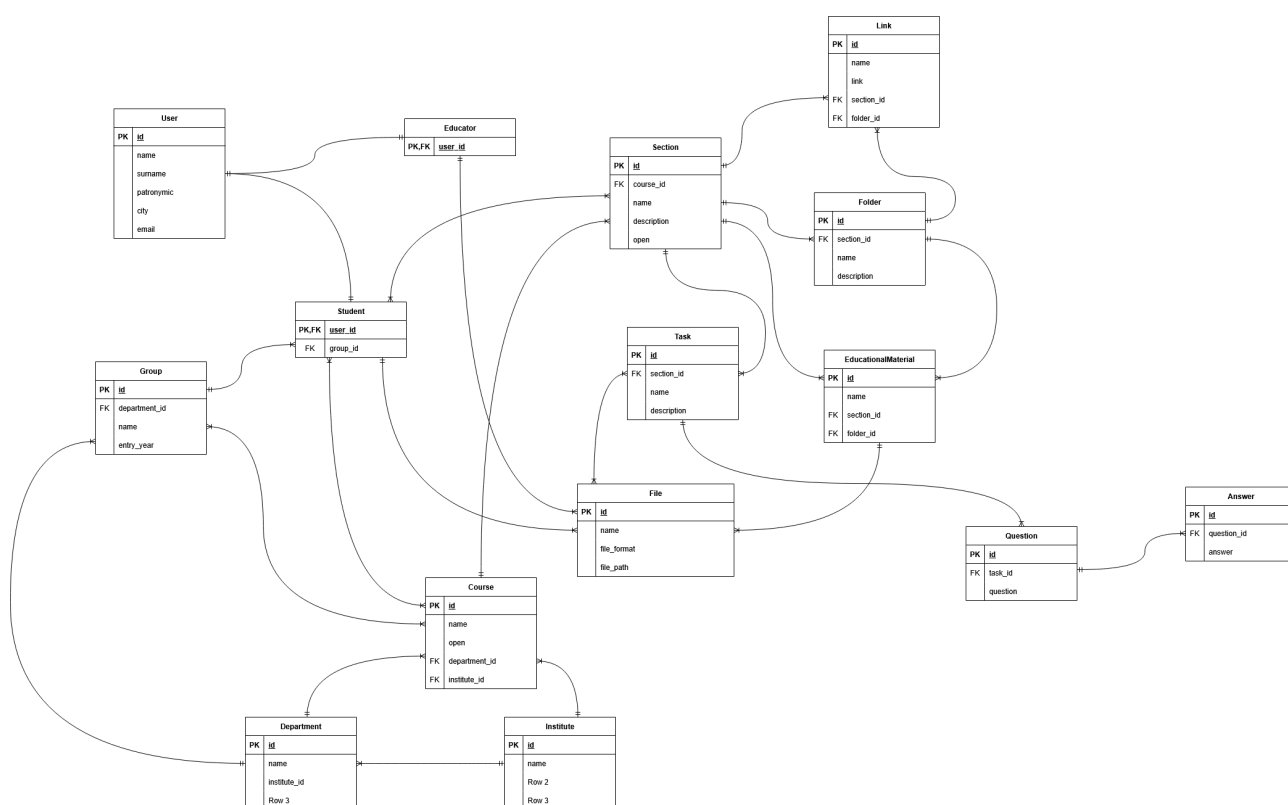 Link
PK id
name
link
FK section_id
FK folder_id
User
PK id
name
surname
patronymic
city
email
Educator
PK,FK user_id
Section
PK id
FK course_id
name
description
open
Folder
PK id
FK section_id
name
description
Student
PK,FK user_id
FK group_id
Task
PK id
FK section_id
name
description
EducationalMaterial
PK id
name
FK section_id
FK folder_id
Group
PK id
FK department_id
name
entry_year
File
PK id
name
file_format
file_path
Answer
PK id
FK question_id
answer
Question
PK id
FK task_id
question
Course
PK id
name
open
FK department_id
FK institute_id
Department
PK id
name
institute_id
Row 3
Institute
PK id
name
Row 2
Row 3